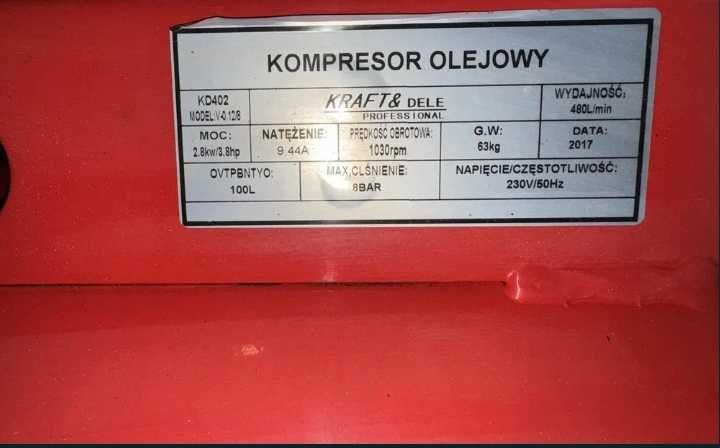 KOMPRESOR OLEJOWY
KD402
MODEL:V-0.12/8
KRAFT& DELE
PROFESSIONAL
WYDAJNOŚĆ:
480L/min
MOC:
2.8kw/3.8hp
NATĘŻENIE:
9.44A
PRĘDKOŚĆ OBROTOWA:
1030rpm
G.W:
63kg
DATA:
2017
OVTPBNTYO:
100L
MAX.CLŚNIENIE:
8BAR
NAPIĘCIE/CZĘSTOTLIWOŚĆ:
230V/50Hz